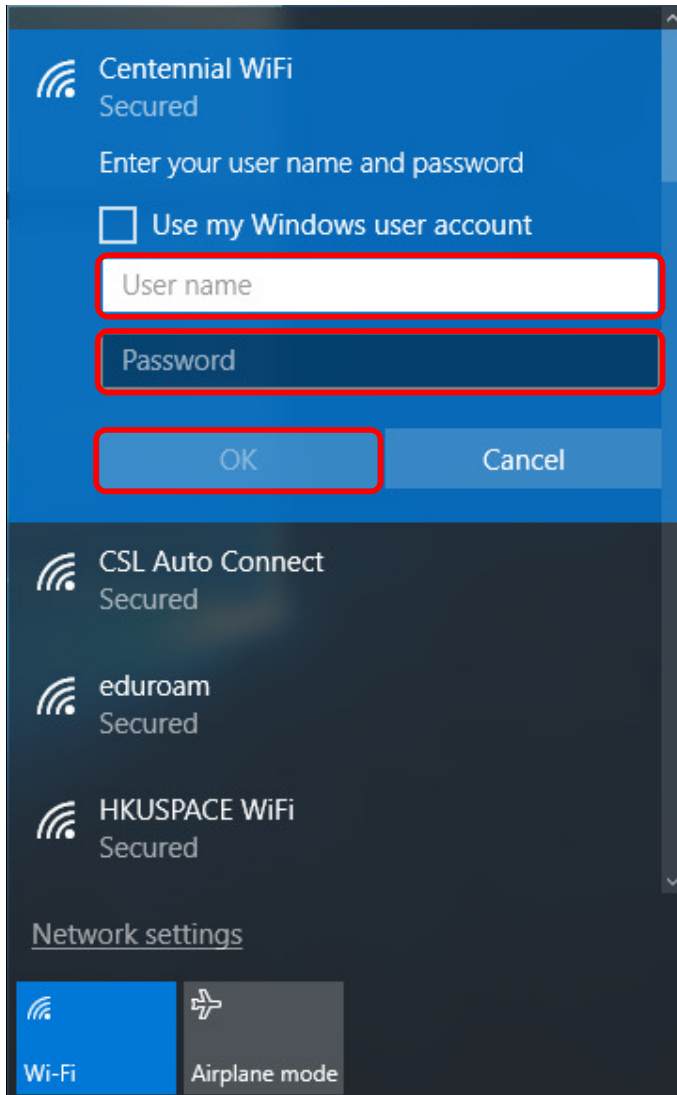 Centennial WiFi
Secured
Enter your user name and password
Use my Windows user account
User name
Password
OK Cancel
CSL Auto Connect
Secured
eduroam
Secured
HKUSPACE WiFi
Secured
Network settings
Wi-Fi Airplane mode